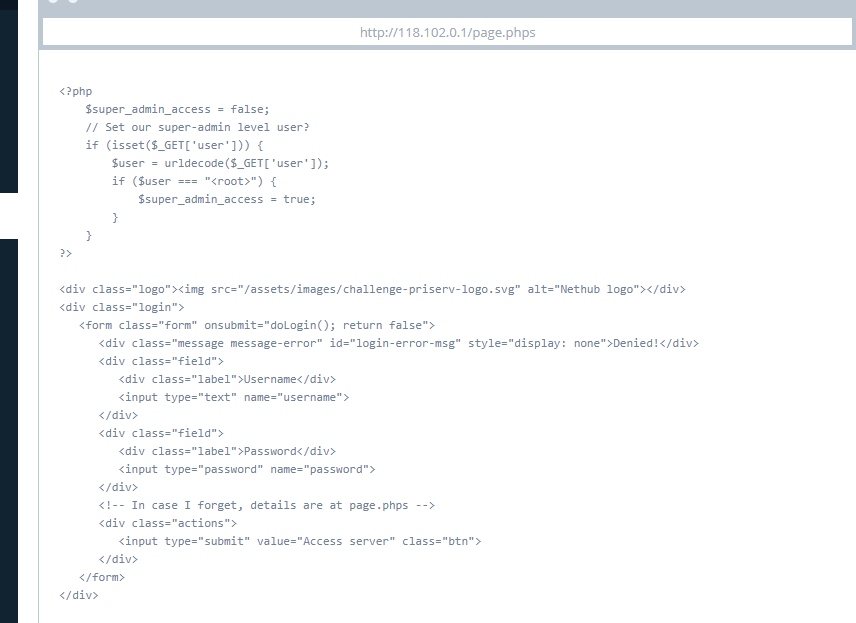 http://118.102.0.1/page.phps
<?php
    $super_admin_access = false;
    // Set our super-admin level user?
    if (isset($_GET['user'])) {
        $user = urldecode($_GET['user']);
        if ($user === "<root>") {
            $super_admin_access = true;
        }
    }
?>
<div class="logo"><img src="/assets/images/challenge-priserv-logo.svg" alt="Nethub logo"></div>
<div class="login">
   <form class="form" onsubmit="doLogin(); return false">
      <div class="message message-error" id="login-error-msg" style="display: none">Denied!</div>
      <div class="field">
         <div class="label">Username</div>
         <input type="text" name="username">
      </div>
      <div class="field">
         <div class="label">Password</div>
         <input type="password" name="password">
      </div>
      <!-- In case I forget, details are at page.phps -->
      <div class="actions">
         <input type="submit" value="Access server" class="btn">
      </div>
   </form>
</div>